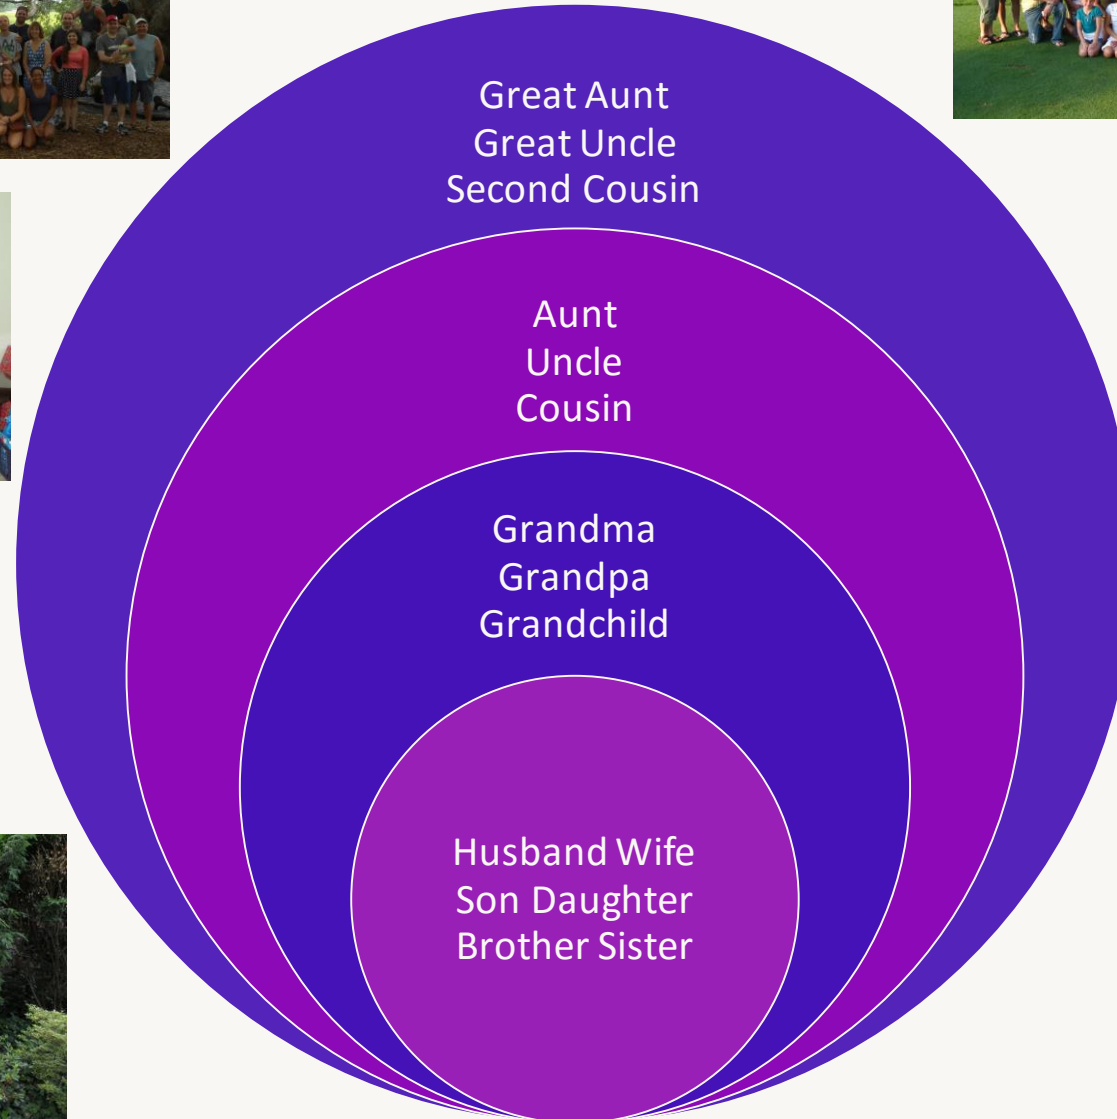 Great Aunt
Great Uncle
Second Cousin
Aunt
Uncle
Cousin
Grandma
Grandpa
Grandchild
Husband Wife
Son Daughter
Brother Sister